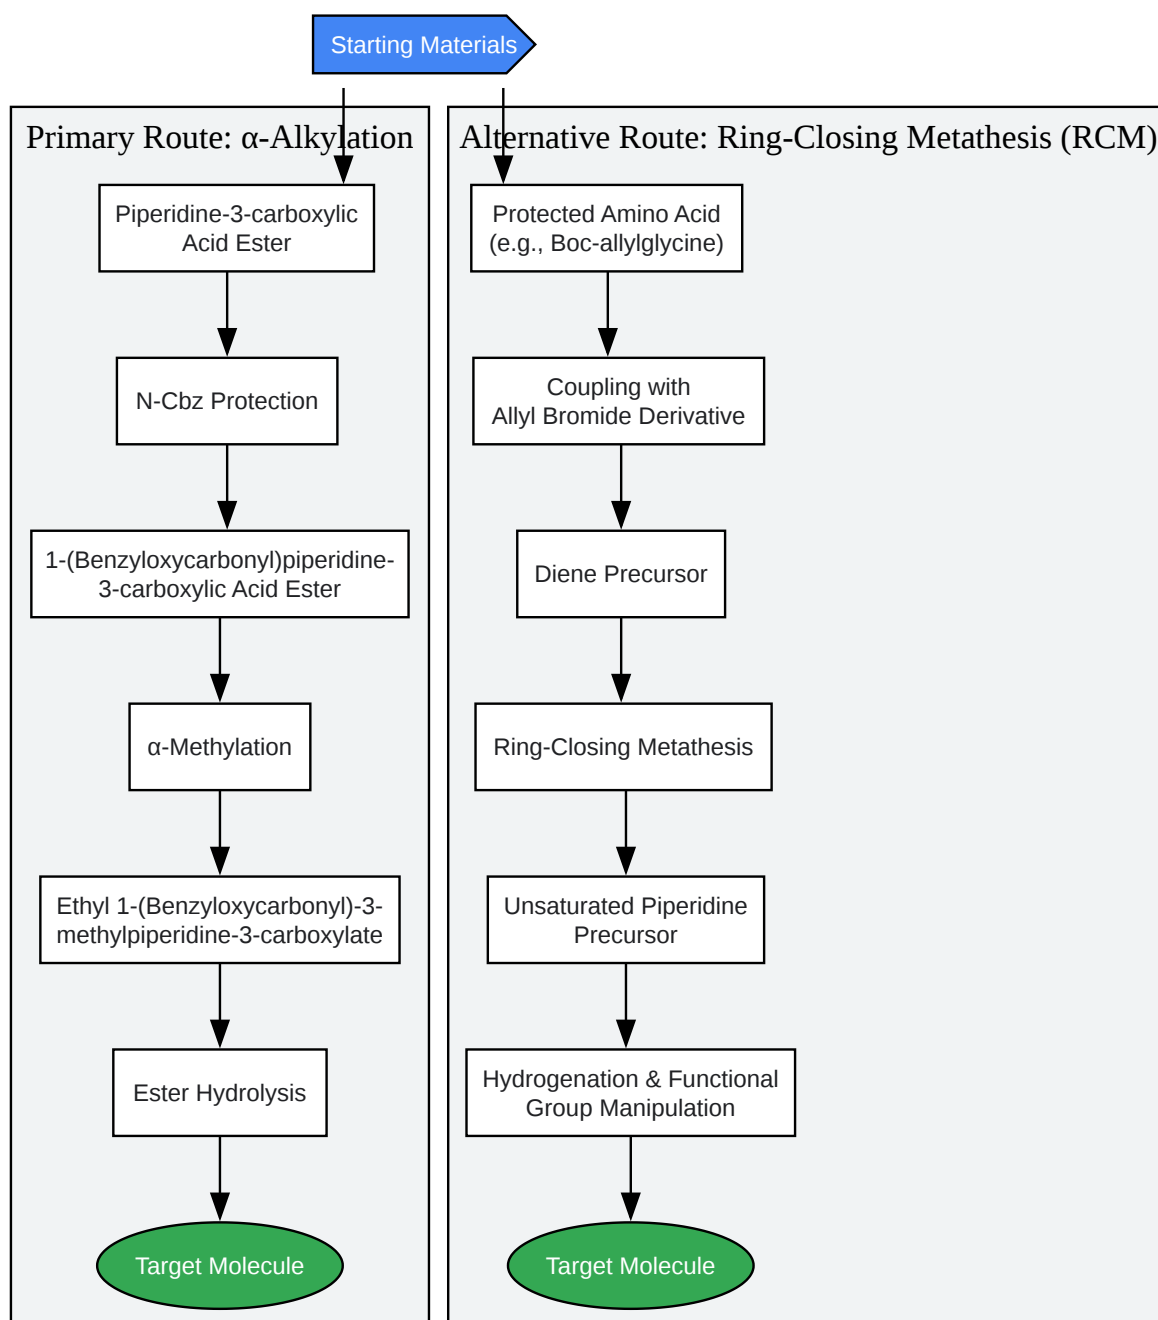 Starting Materials
Primary Route: α-Alkylation
Piperidine-3-carboxylic
Acid Ester
N-Cbz Protection
1-(Benzyloxycarbonyl)piperidine-
3-carboxylic Acid Ester
α-Methylation
Ethyl 1-(Benzyloxycarbonyl)-3-
methylpiperidine-3-carboxylate
Ester Hydrolysis
Target Molecule
Alternative Route: Ring-Closing Metathesis (RCM)
Protected Amino Acid
(e.g., Boc-allylglycine)
Coupling with
Allyl Bromide Derivative
Diene Precursor
Ring-Closing Metathesis
Unsaturated Piperidine
Precursor
Hydrogenation & Functional
Group Manipulation
Target Molecule